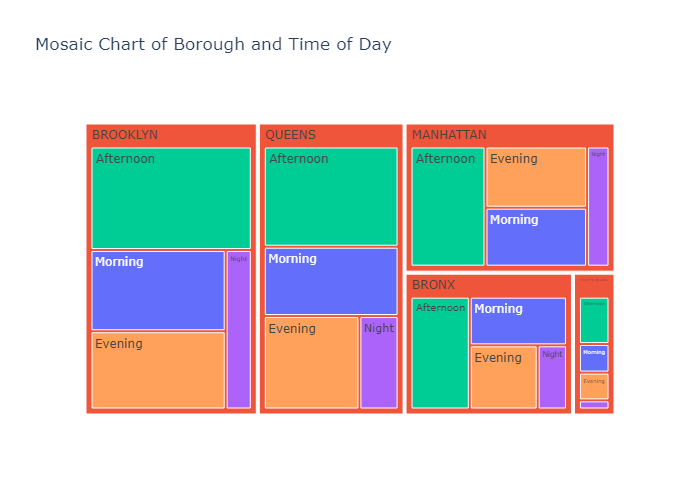 Mosaic Chart of Borough and Time of Day
BROOKLYN
Afternoon
Morning
Night
Evening
QUEENS
Afternoon
Morning
Evening
Night
MANHATTAN
Afternoon
Evening
Night
Morning
BRONX
Afternoon
Morning
Evening
Night
Afternoon
Morning
Evening